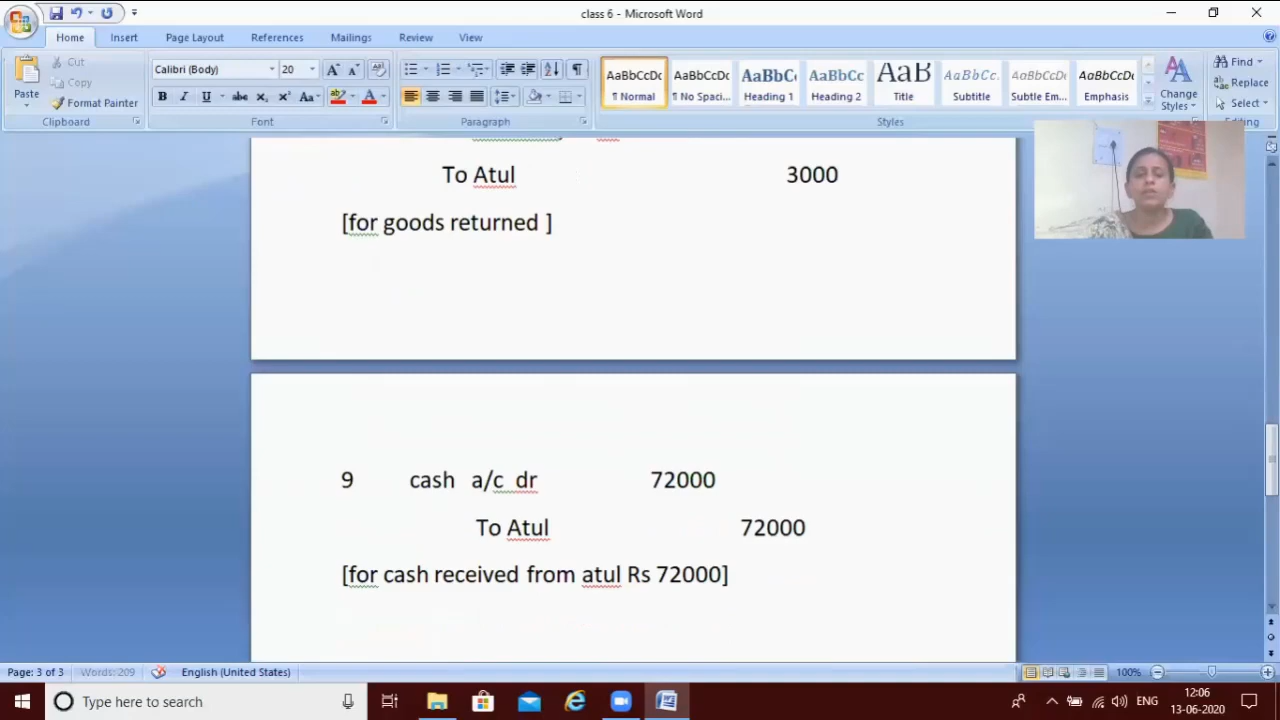 class 6 - Microsoft Word
Home Insert Page Layout References Mailings Review View
Paste
Cut
Copy
Format Painter
Clipboard
Calibri (Body) 20
Font
Paragraph
AaBbCcDc AaBbCcDc AaBbC AaBbCc AaB AaBbCc. AaBbCcDc AaBbCcDc
¶ Normal ¶ No Spaci... Heading 1 Heading 2 Title Subtitle Subtle Em... Emphasis
Styles
Change Styles
Find
Replace
Select
Editing
To Atul 3000
[for goods returned ]
9 cash a/c dr 72000
To Atul 72000
[for cash received from atul Rs 72000]
Page: 3 of 3 Words: 209 English (United States) 100%
Type here to search
ENG
12:06
13-06-2020